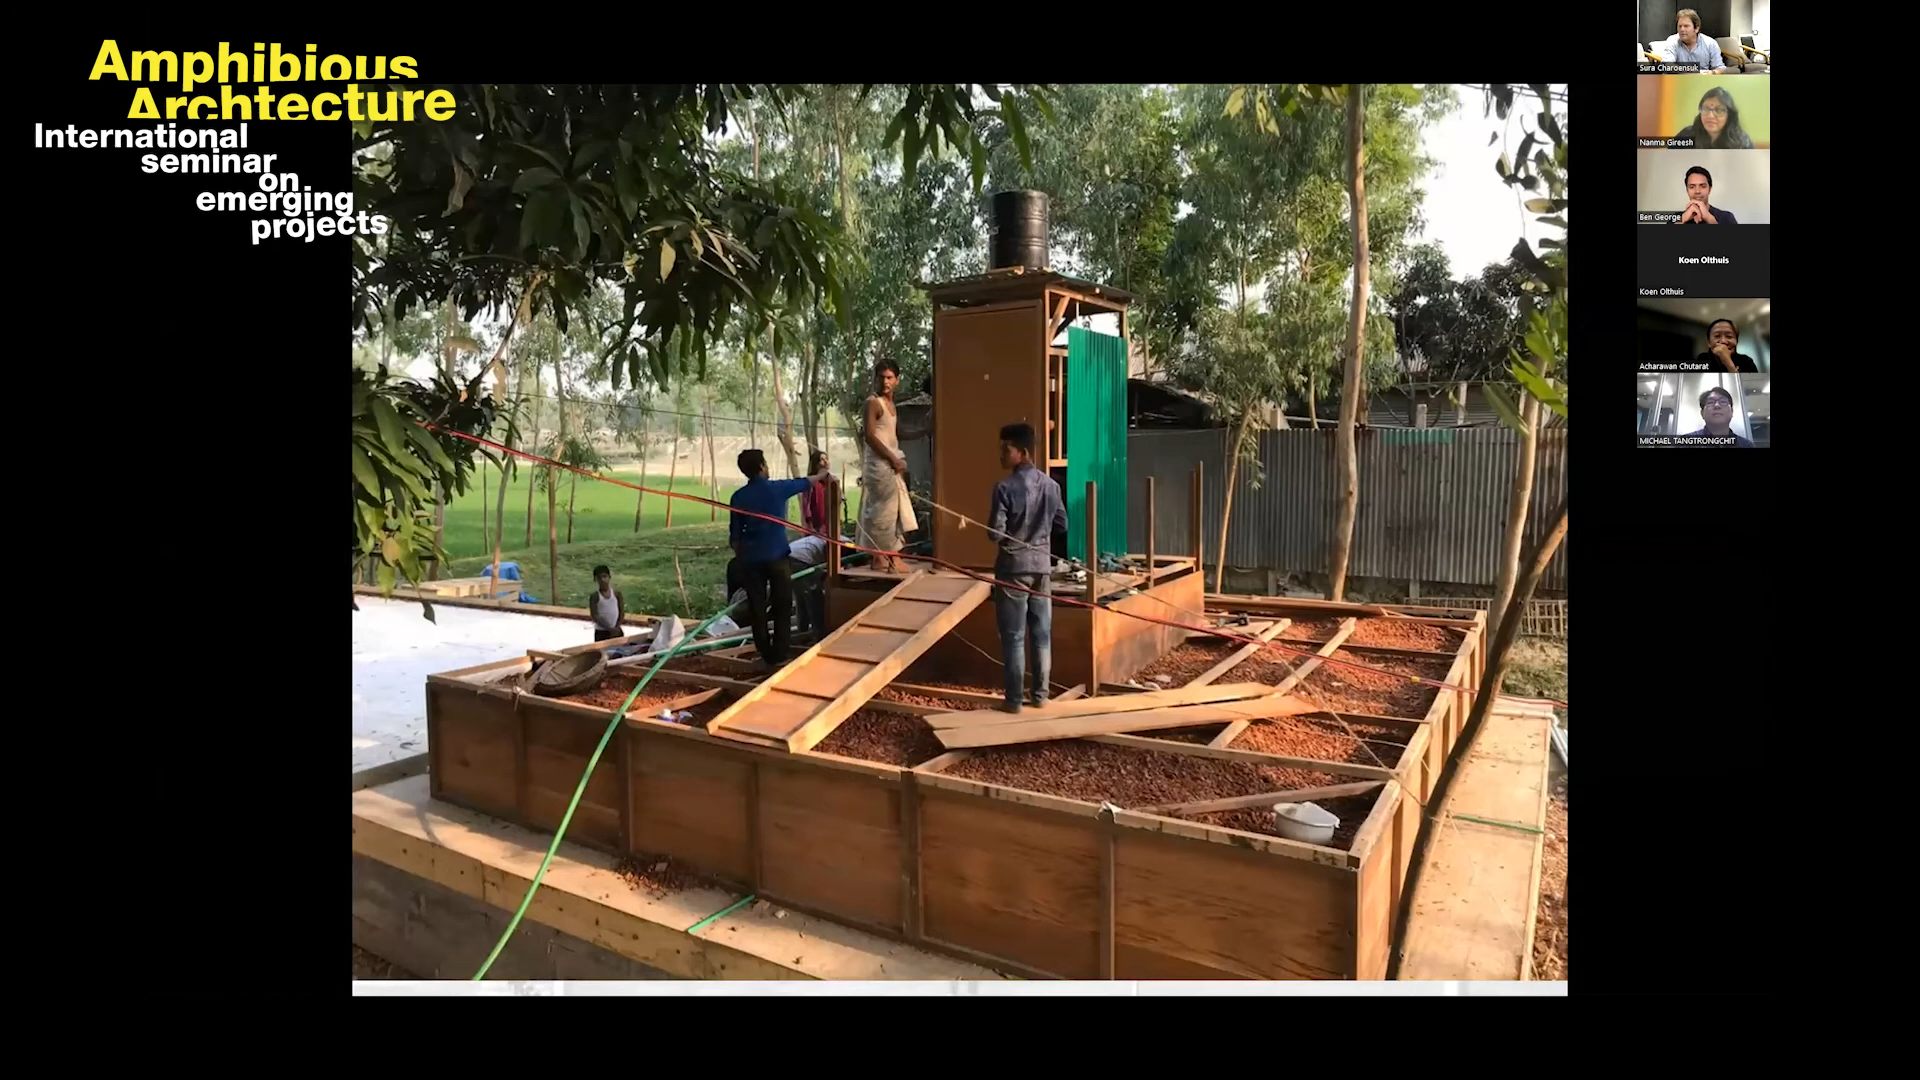 Amphibious
Archtecture
International
seminar
on
emerging
projects
Sura Charoensuk
Nanma Gireesh
Ben George
Koen Olthuis
Koen Olthuis
Acharawan Chutarat
MICHAEL TANGTRONGCHIT